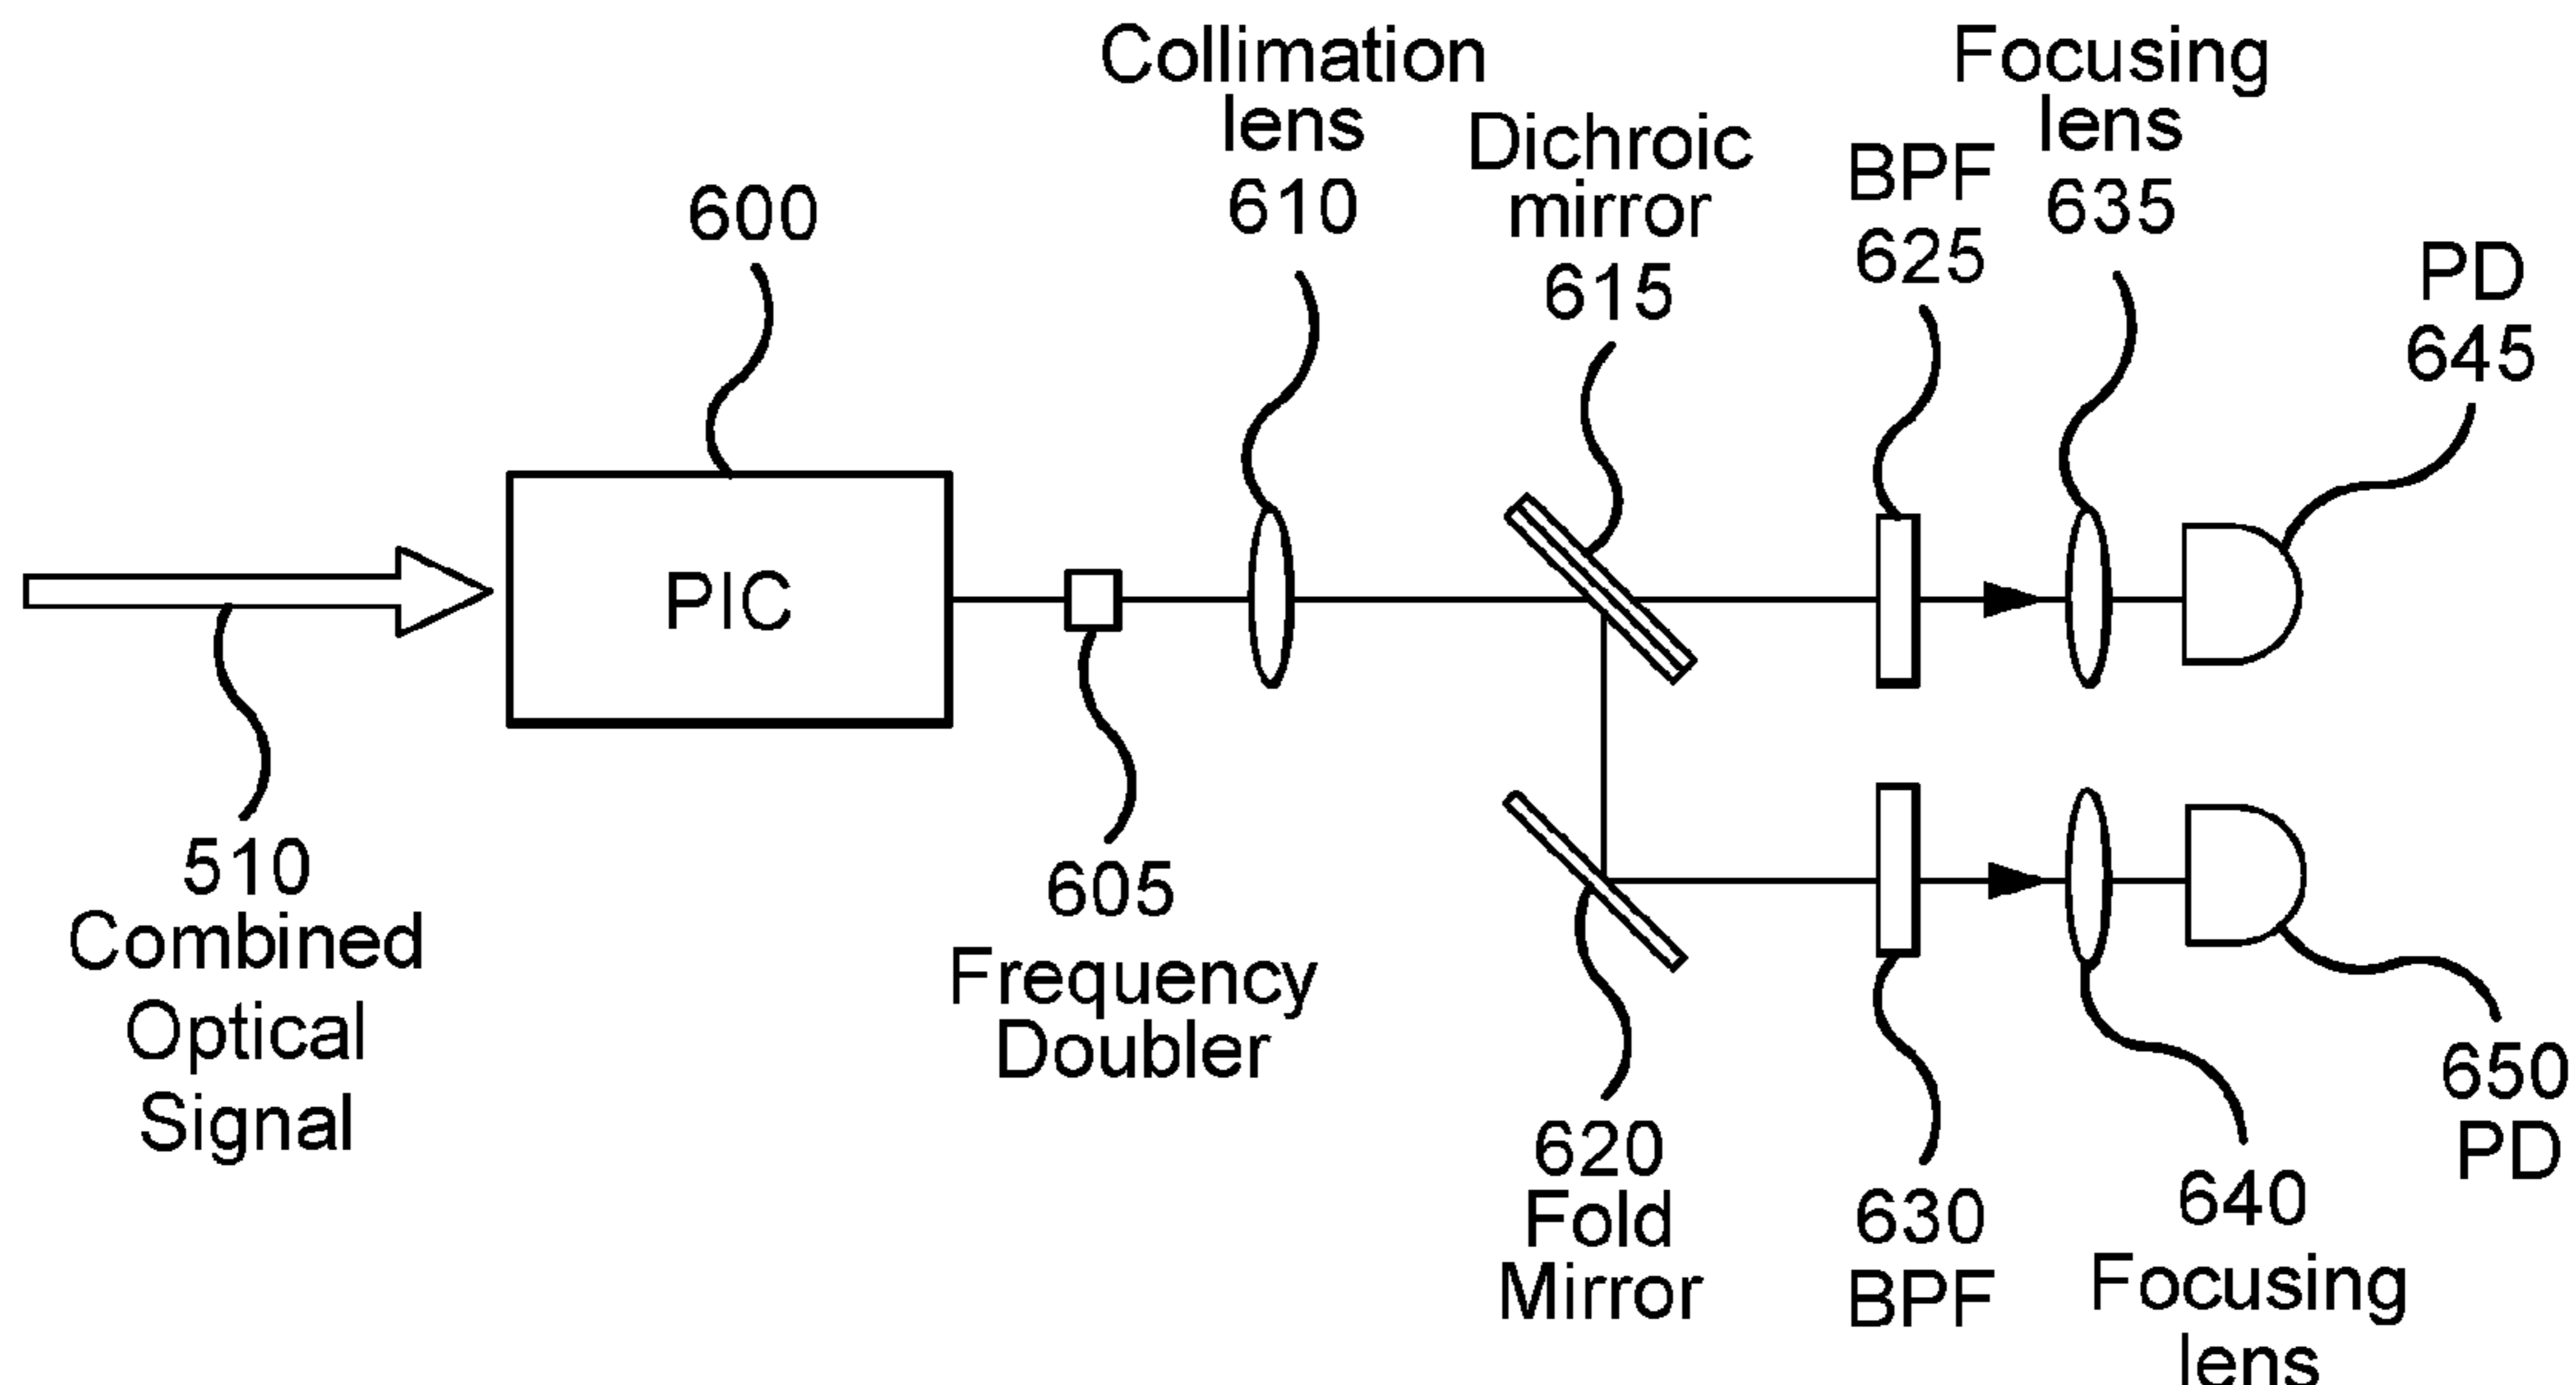 Collimation
lens
610
Focusing
lens
635
Dichroic
mirror
615
BPF
625
600
PD
645
PIC
510
Combined
Optical
Signal
605
Frequency
Doubler
620
Fold
Mirror
630
BPF
640
Focusing
lens
650
PD